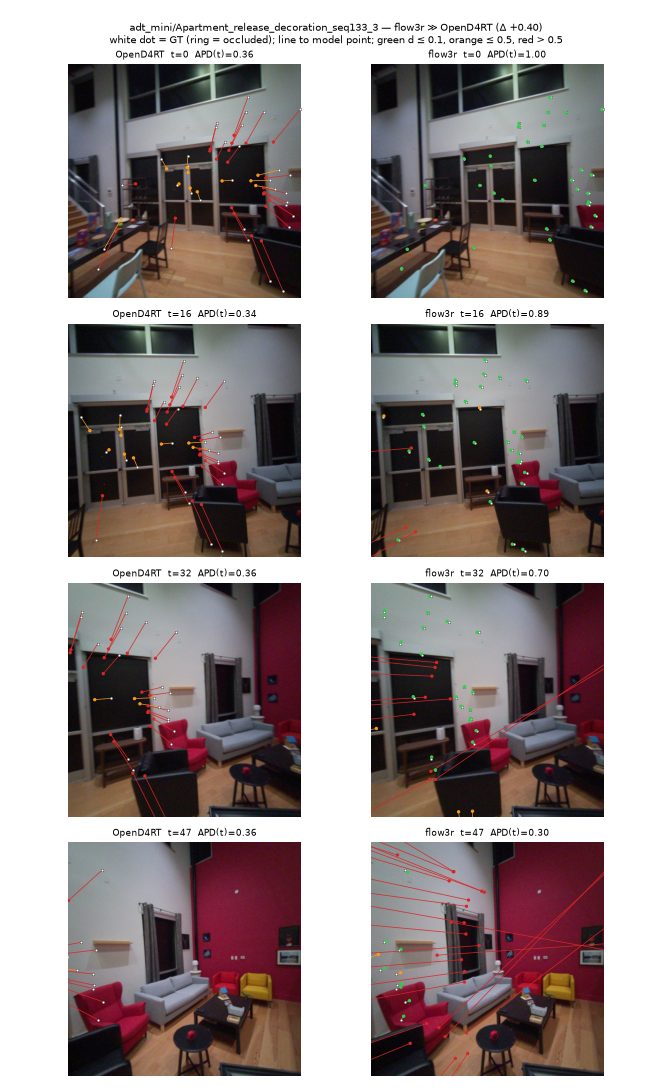 adt_mini/Apartment_release_decoration_seq133_3 — flow3r ≫ OpenD4RT (Δ +0.40)
white dot = GT (ring = occluded); line to model point; green d ≤ 0.1, orange ≤ 0.5, red > 0.5
OpenD4RT t=0 APD(t)=0.36
flow3r t=0 APD(t)=1.00
OpenD4RT t=16 APD(t)=0.34
flow3r t=16 APD(t)=0.89
OpenD4RT t=32 APD(t)=0.36
flow3r t=32 APD(t)=0.70
OpenD4RT t=47 APD(t)=0.36
flow3r t=47 APD(t)=0.30